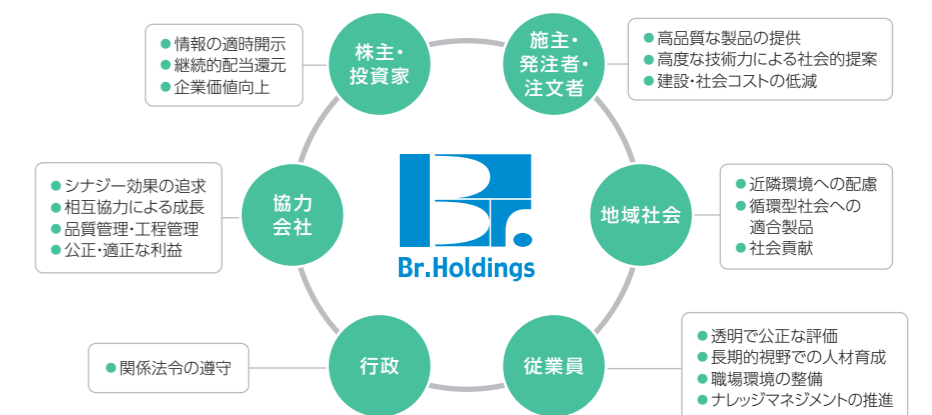 ●情報の適時開示
●継続的配当還元
●企業価値向上
株主・
投資家
施主・
発注者・
注文者
●高品質な製品の提供
●高度な技術力による社会的提案
●建設・社会コストの低減
●シナジー効果の追求
●相互協力による成長
●品質管理・工程管理
●公正・適正な利益
協力
会社
Br.
Br.Holdings
地域社会
●近隣環境への配慮
●循環型社会への
適合製品
●社会貢献
●関係法令の遵守
行政
従業員
●透明で公正な評価
●長期的視野での人材育成
●職場環境の整備
●ナレッジマネジメントの推進